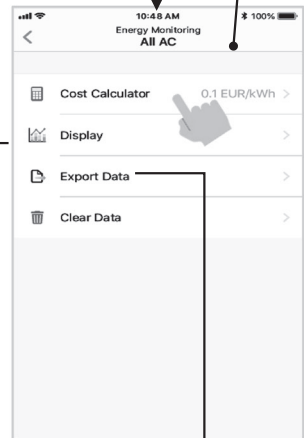 10:48 AM
100%
Energy Monitoring
All AC
Cost Calculator 0.1 EUR/kWh
Display
Export Data
Clear Data